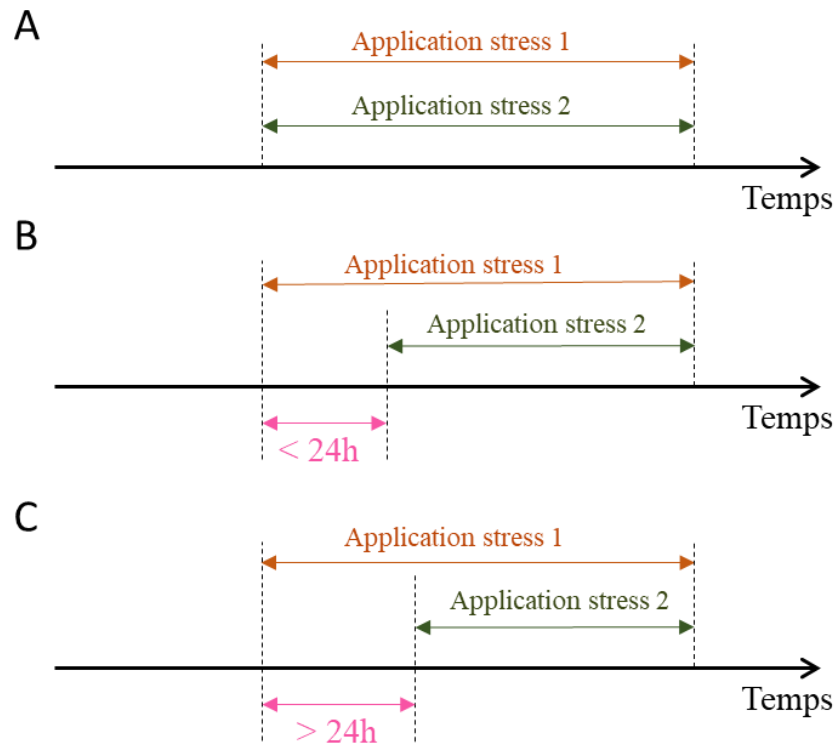 A
Application stress 1
Application stress 2
Temps
B
Application stress 1
Application stress 2
Temps
< 24h
C
Application stress 1
Application stress 2
Temps
> 24h